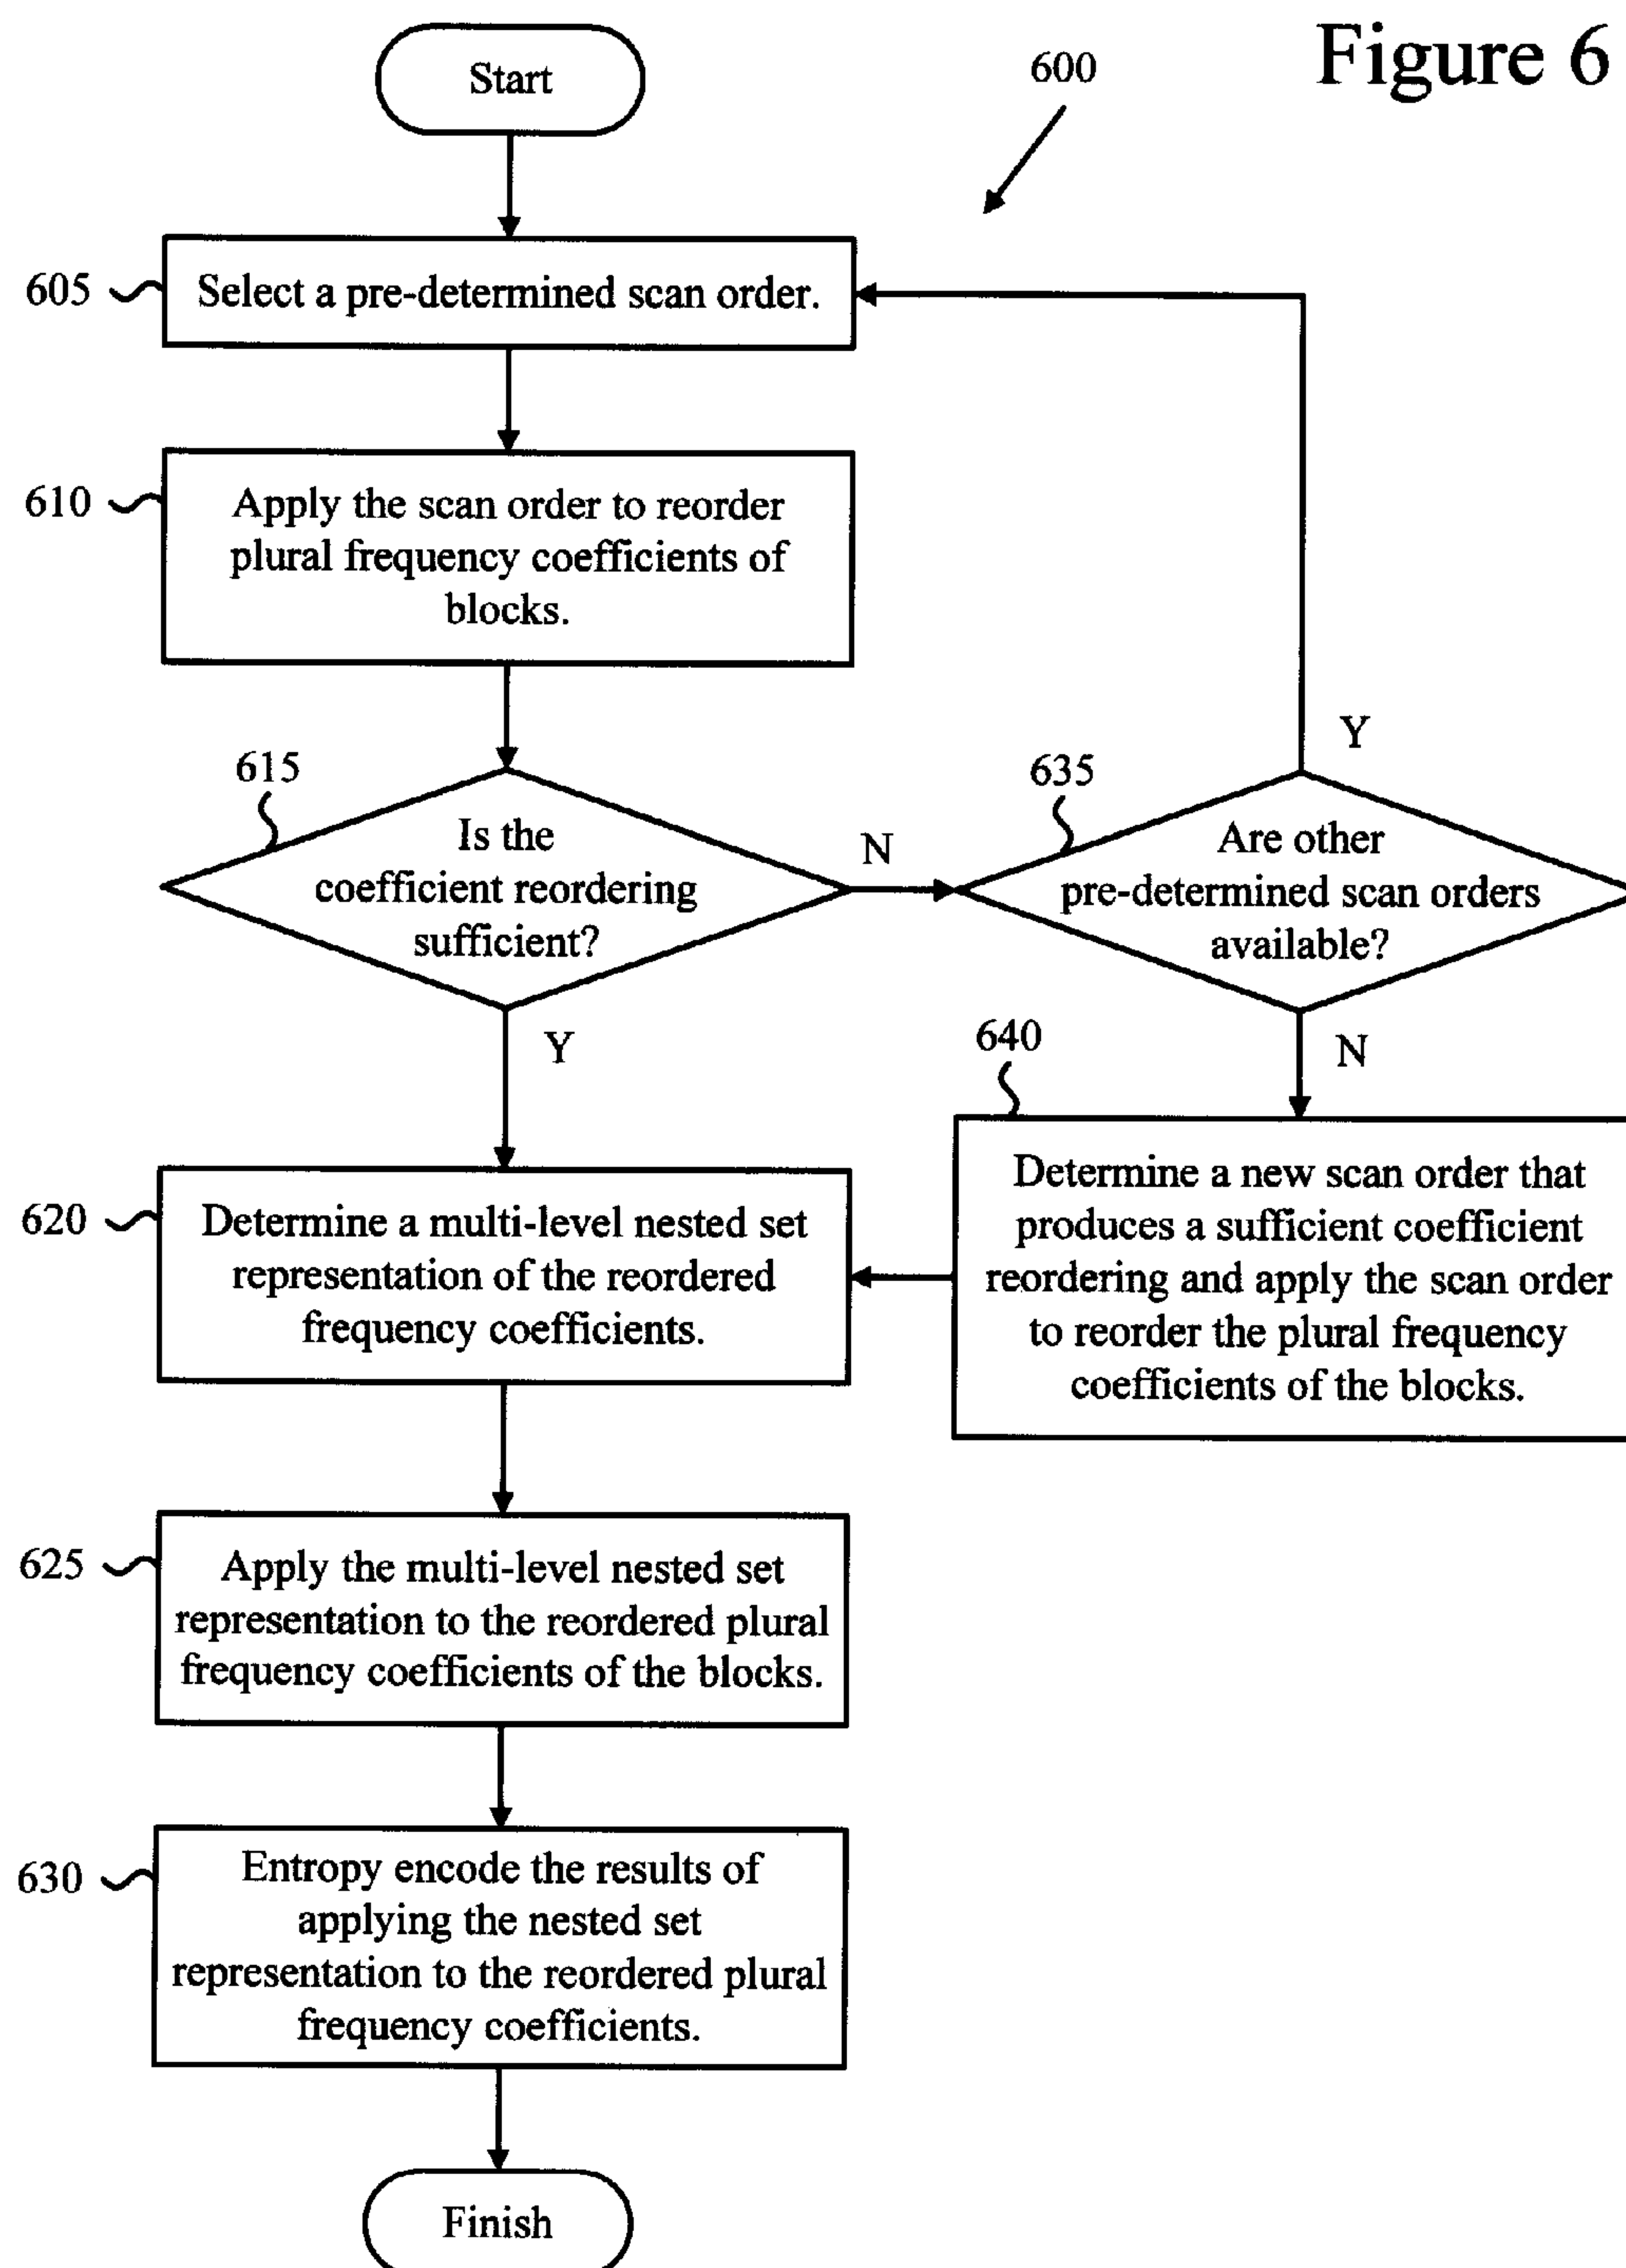 Figure 6
Start
600
605
Select a pre-determined scan order.
610
Apply the scan order to reorder
plural frequency coefficients of
blocks.
615
Is the
coefficient reordering
sufficient?
N
Y
635
Are other
pre-determined scan orders
available?
Y
N
640
Determine a new scan order that
produces a sufficient coefficient
reordering and apply the scan order
to reorder the plural frequency
coefficients of the blocks.
620
Determine a multi-level nested set
representation of the reordered
frequency coefficients.
625
Apply the multi-level nested set
representation to the reordered plural
frequency coefficients of the blocks.
630
Entropy encode the results of
applying the nested set
representation to the reordered plural
frequency coefficients.
Finish